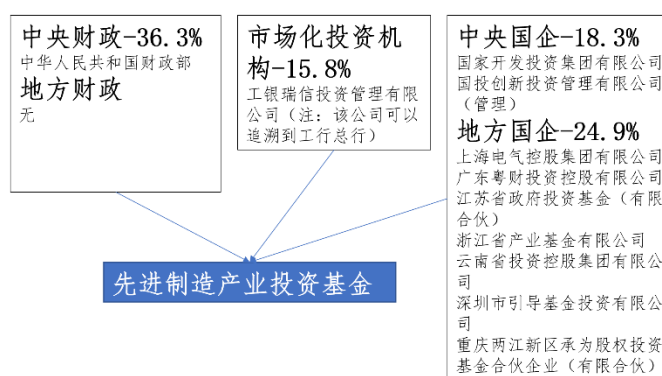 中央财政-36.3%
中华人民共和国财政部
地方财政
无
市场化投资机
构-15.8%
工银瑞信投资管理有限
公司（注：该公司可以
追溯到工行总行）
中央国企-18.3%
国家开发投资集团有限公司
国投创新投资管理有限公司
（管理）
地方国企-24.9%
上海电气控股集团有限公司
广东粤财投资控股有限公司
江苏省政府投资基金（有限
合伙）
浙江省产业基金有限公司
云南省投资控股集团有限公
司
深圳市引导基金投资有限公
司
重庆两江新区承为股权投资
基金合伙企业（有限合伙）
先进制造产业投资基金